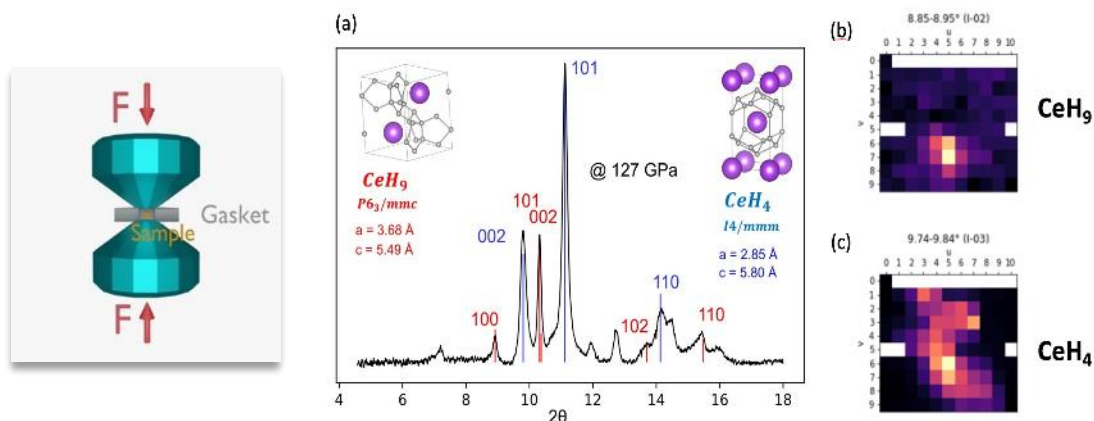 F
Gasket
Sample
F
(a)
101
@ 127 GPa
CeH9
P63/mmc
a = 3.68 Å
c = 5.49 Å
CeH4
I4/mmm
a = 2.85 Å
c = 5.80 Å
002
101
002
100
110
102
110
4 6 8 10 12 14 16 18
2θ
(b)
8.85-8.95° (I-02)
u
0 1 2 3 4 5 6 7 8 9 10
v
0
1
2
3
4
5
6
7
8
9
CeH9
(c)
9.74-9.84° (I-03)
u
0 1 2 3 4 5 6 7 8 9 10
v
0
1
2
3
4
5
6
7
8
9
CeH4